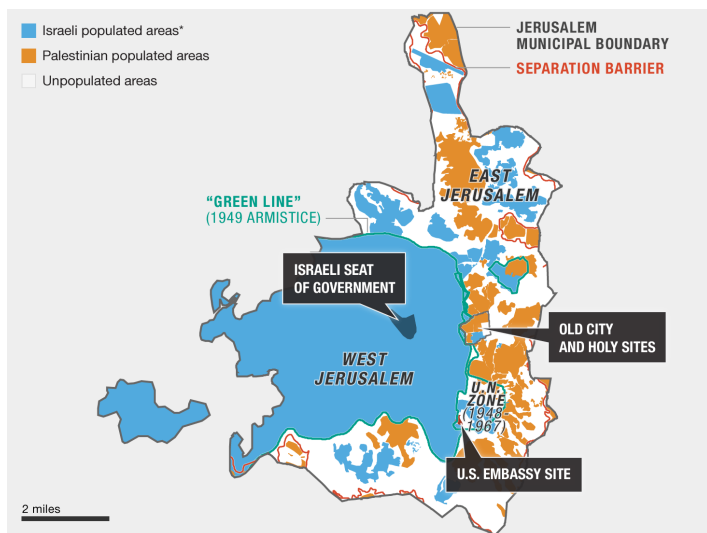 Israeli populated areas*
Palestinian populated areas
Unpopulated areas
JERUSALEM
MUNICIPAL BOUNDARY
SEPARATION BARRIER
EAST
JERUSALEM
“GREEN LINE”
(1949 ARMISTICE)
ISRAELI SEAT
OF GOVERNMENT
OLD CITY
AND HOLY SITES
WEST
JERUSALEM
U.N.
ZONE
(1948-
1967)
U.S. EMBASSY SITE
2 miles